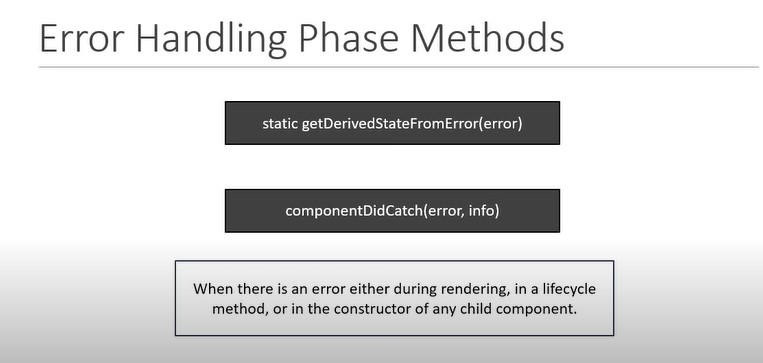 Error Handling Phase Methods
static getDerivedStateFromError(error)
componentDidCatch(error, info)
When there is an error either during rendering, in a lifecycle
method, or in the constructor of any child component.